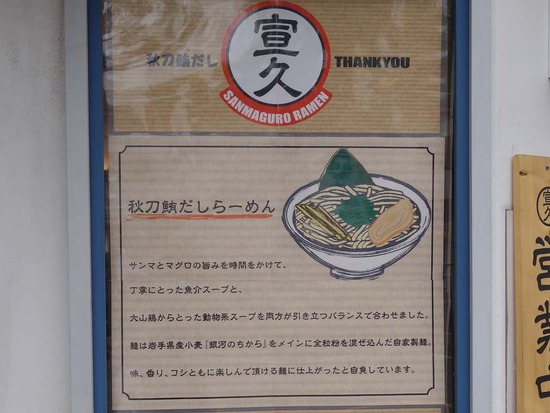 宣久
秋刀鮪だし
THANKYOU
SANMAGURO RAMEN
秋刀鮪だしらーめん
サンマとマグロの旨みを時間をかけて、
丁寧にとった魚介スープと、
大山鶏からとった動物系スープを両方が引き立つバランスで合わせました。
麺は岩手県産小麦『銀河のちから』をメインに全粒粉を混ぜ込んだ自家製麺。
味、香り、コシともに楽しんで頂ける麺に仕上がったと自負しています。
宣久
営業中